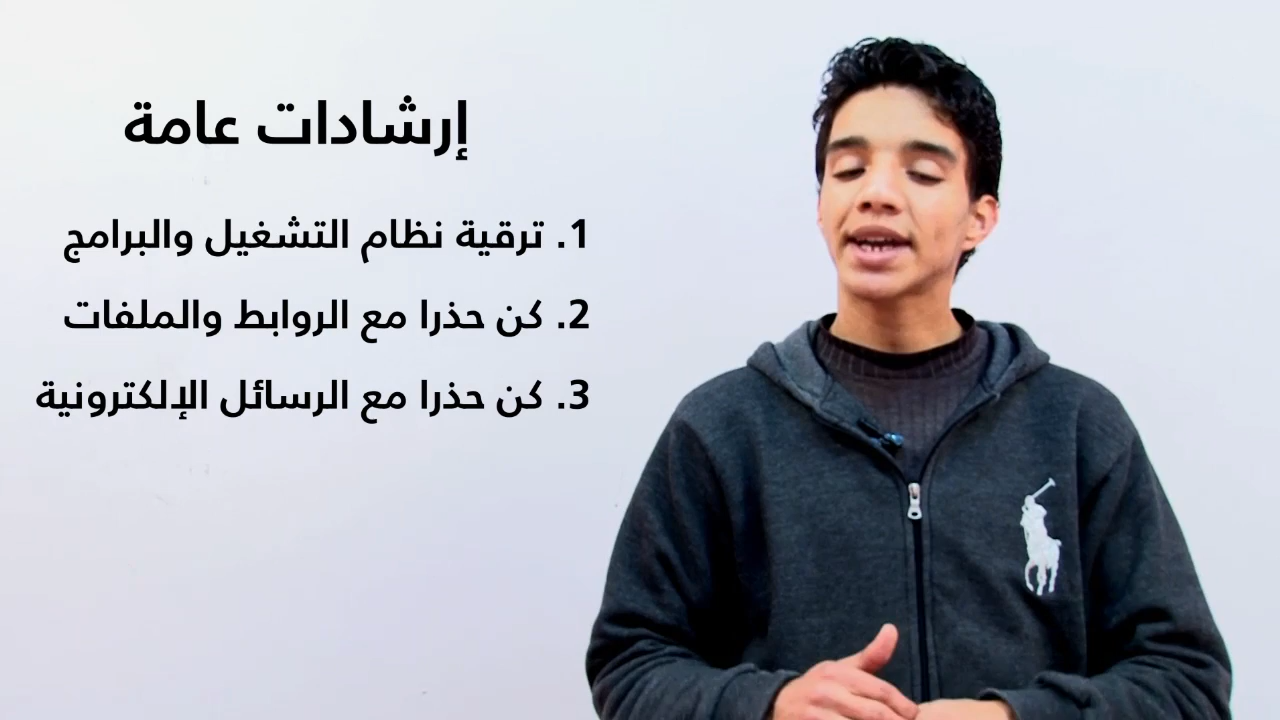 إرشادات عامة
1. ترقية نظام التشغيل والبرامج
2. كن حذرا مع الروابط والملفات
3. كن حذرا مع الرسائل الإلكترونية